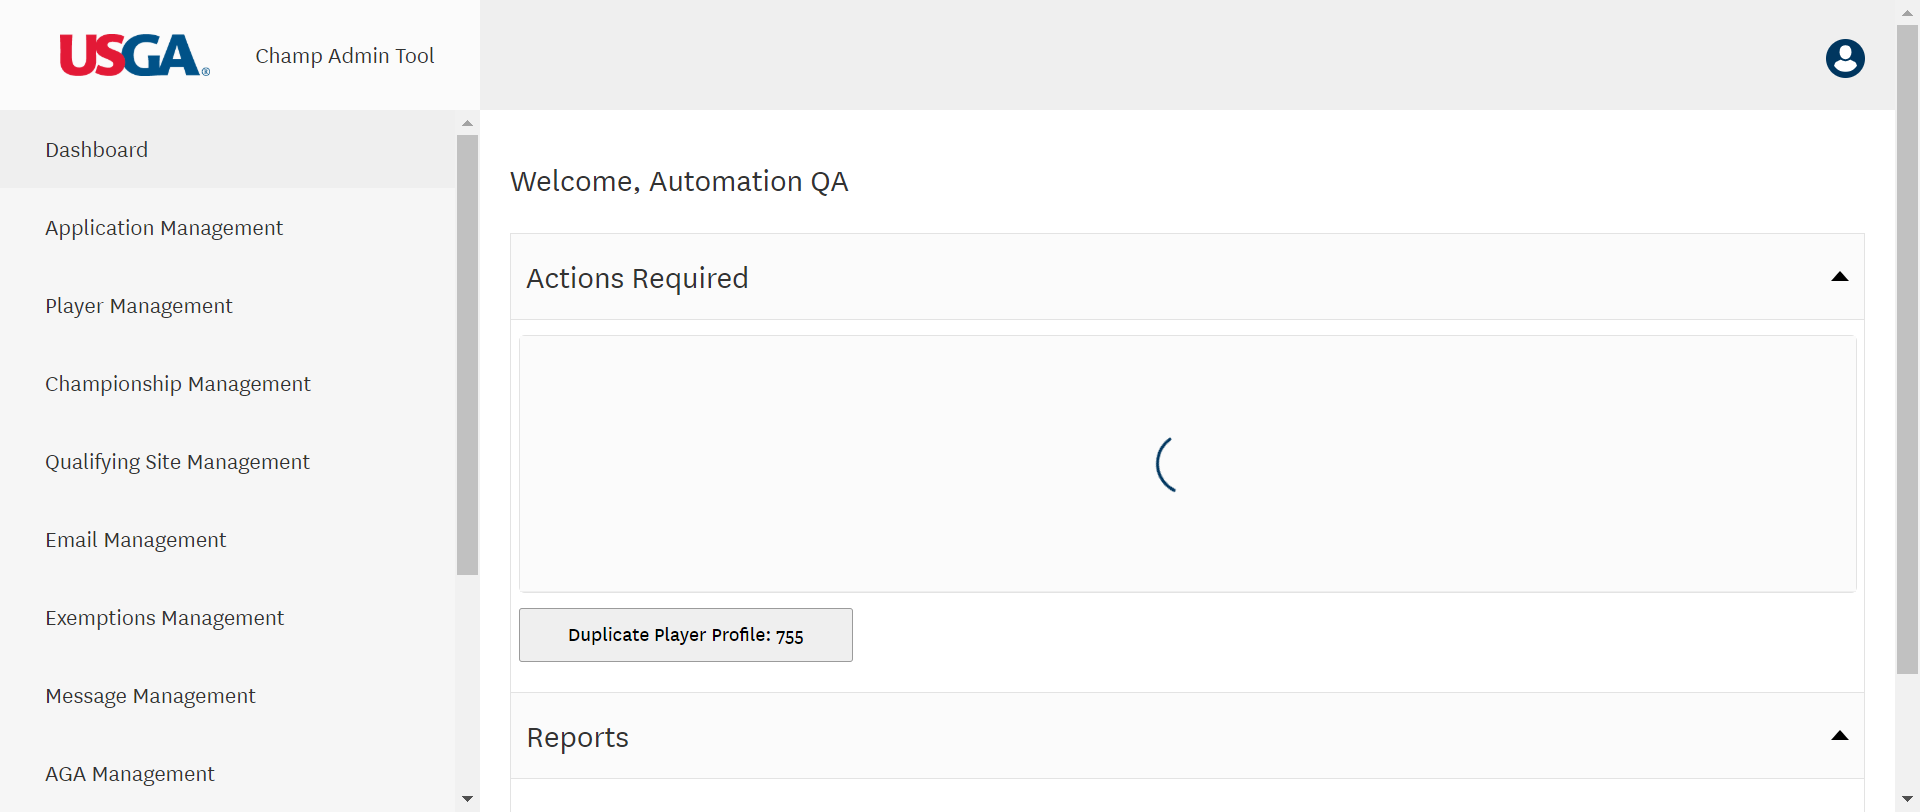 USGA®
Champ Admin Tool
Dashboard
Application Management
Player Management
Championship Management
Qualifying Site Management
Email Management
Exemptions Management
Message Management
AGA Management
Welcome, Automation QA
Actions Required
Duplicate Player Profile: 755
Reports